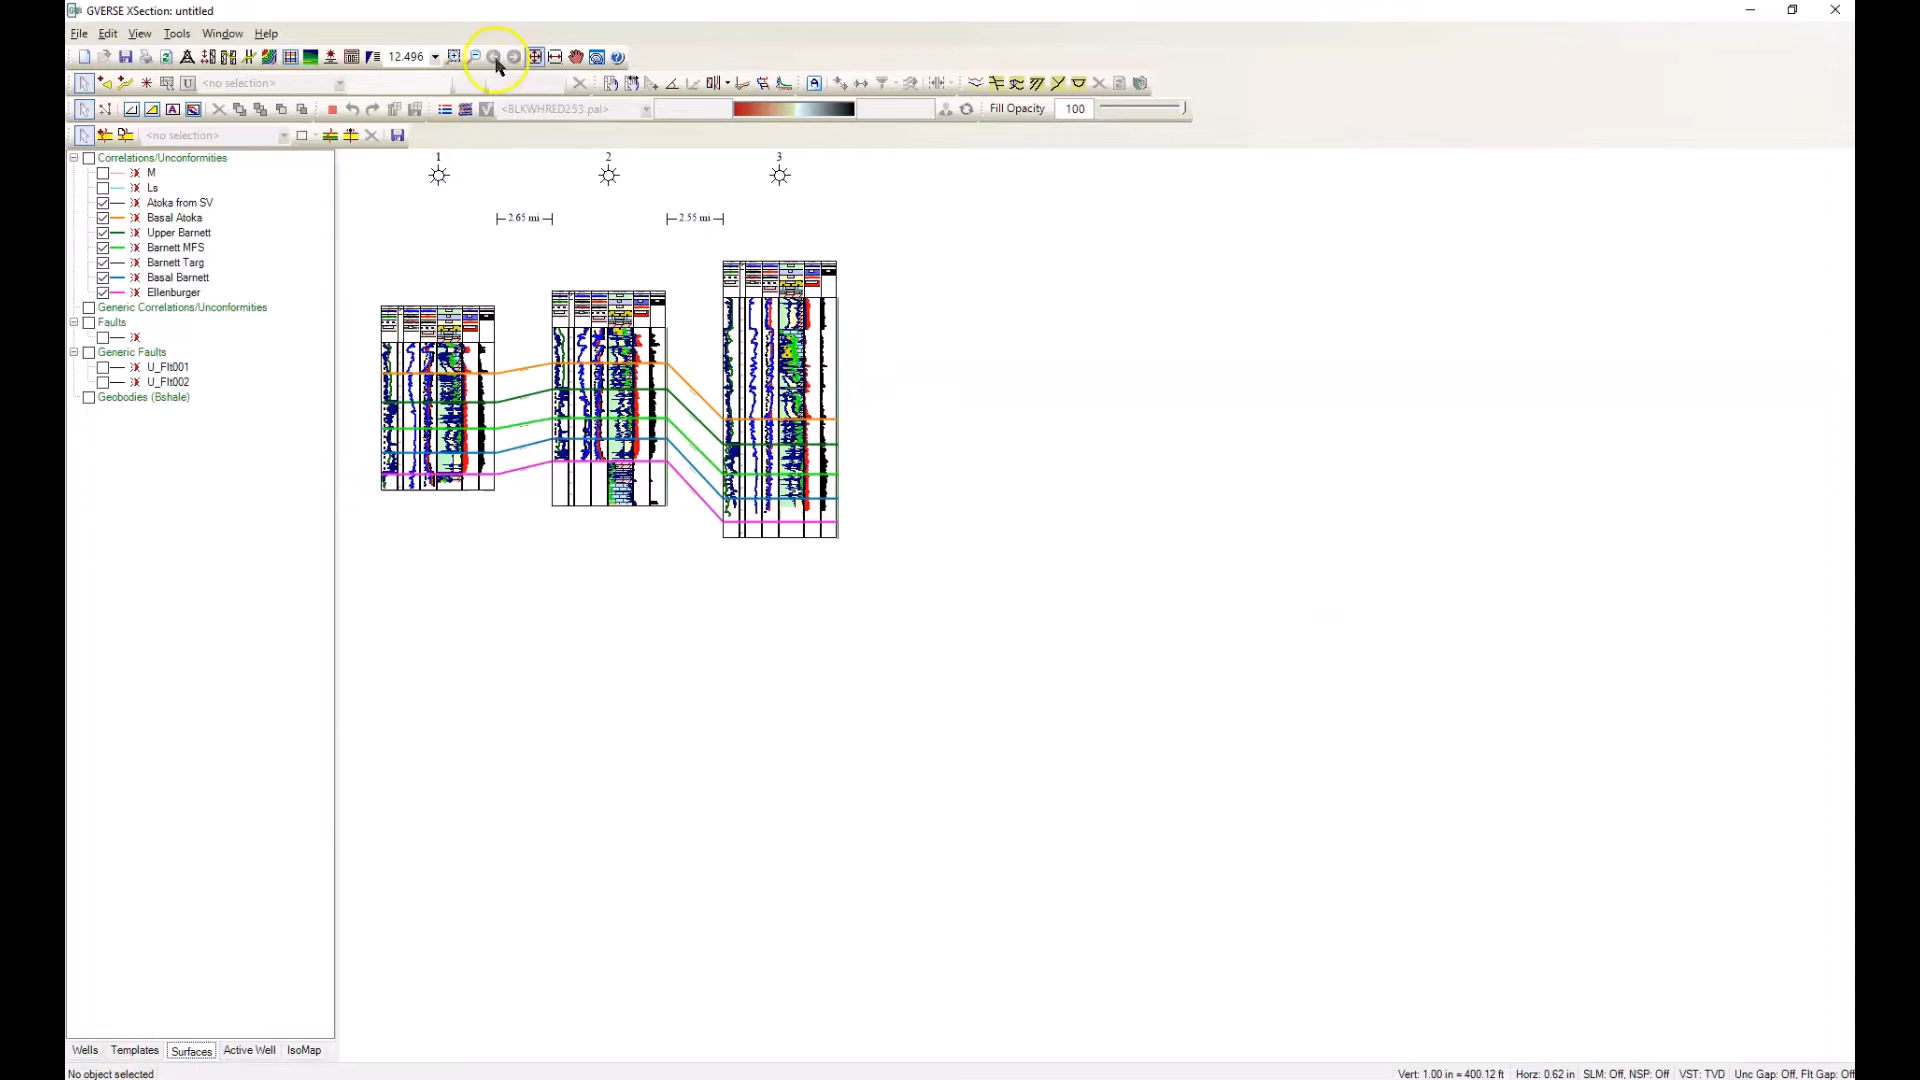 GVERSE XSection: untitled
File Edit View Tools Window Help
12.496
<no selection>
<BLKWHRED253.pal> Fill Opacity 100
<no selection>
Correlations/Unconformities
M
Ls
Atoka from SV
Basal Atoka
Upper Barnett
Barnett MFS
Barnett Targ
Basal Barnett
Ellenburger
Generic Correlations/Unconformities
Faults
Generic Faults
U_Flt001
U_Flt002
Geobodies (Bshale)
1 2 3
2.65 mi 2.55 mi
Wells Templates Surfaces Active Well IsoMap
No object selected
Vert: 1.00 in = 400.12 ft Horz: 0.62 in SLM: Off, NSP: Off VST: TVD Unc Gap: Off, Flt Gap: Off